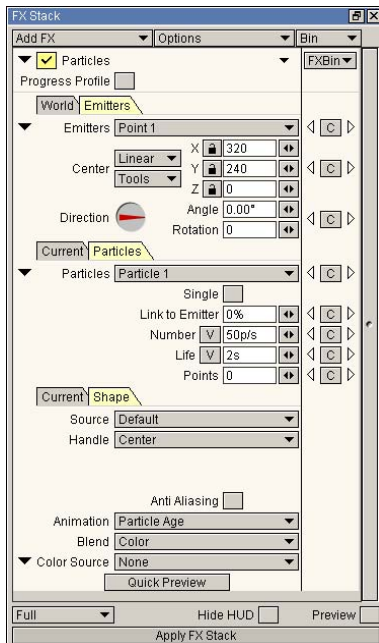 FX Stack
Add FX Options Bin
Particles FXBin
Progress Profile
World Emitters
Emitters Point 1 C
X 320
Center Linear Y 240 C
Tools Z 0
Direction Angle 0.00° C
Rotation 0
Current Particles
Particles Particle 1 C
Single
Link to Emitter 0% C
Number V 50p/s C
Life V 2s C
Points 0 C
Current Shape
Source Default
Handle Center
Anti Aliasing
Animation Particle Age
Blend Color
Color Source None
Quick Preview
Full Hide HUD Preview
Apply FX Stack